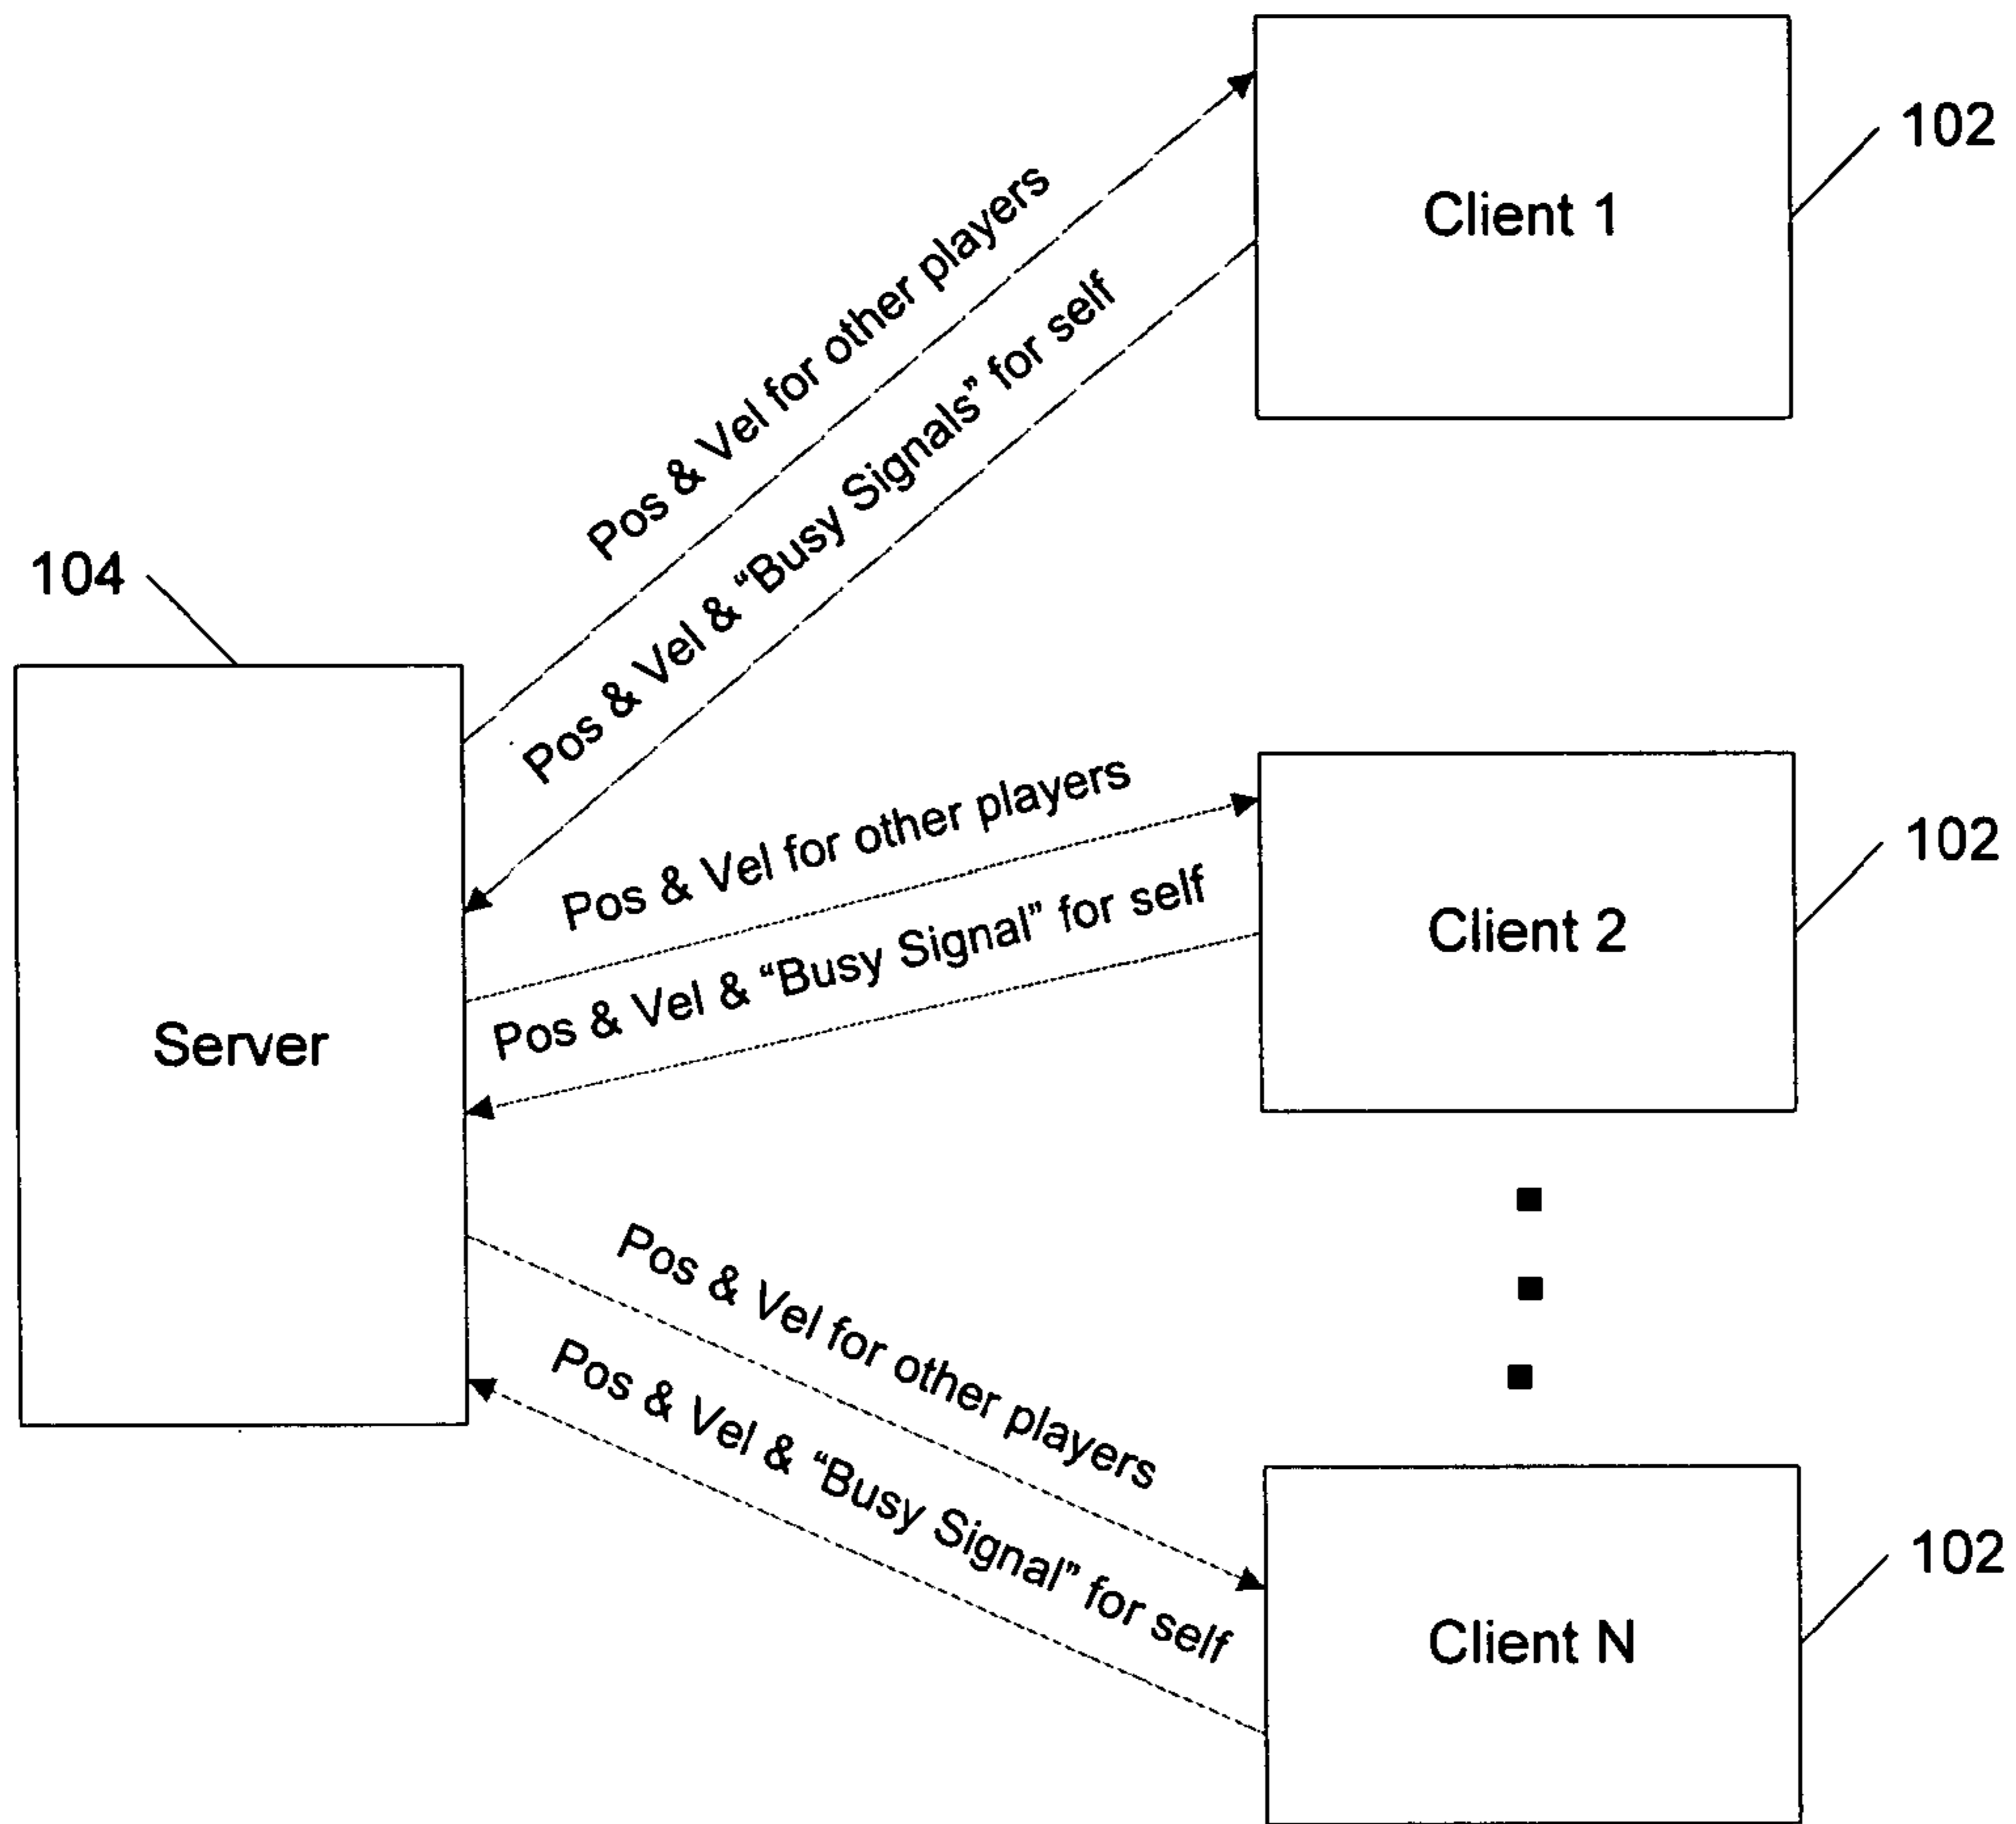 Client 1
102
Pos & Vel for other players
Pos & Vel & “Busy Signals” for self
104
Server
Pos & Vel for other players
Pos & Vel & “Busy Signal” for self
Client 2
102
Pos & Vel for other players
Pos & Vel & “Busy Signal” for self
Client N
102